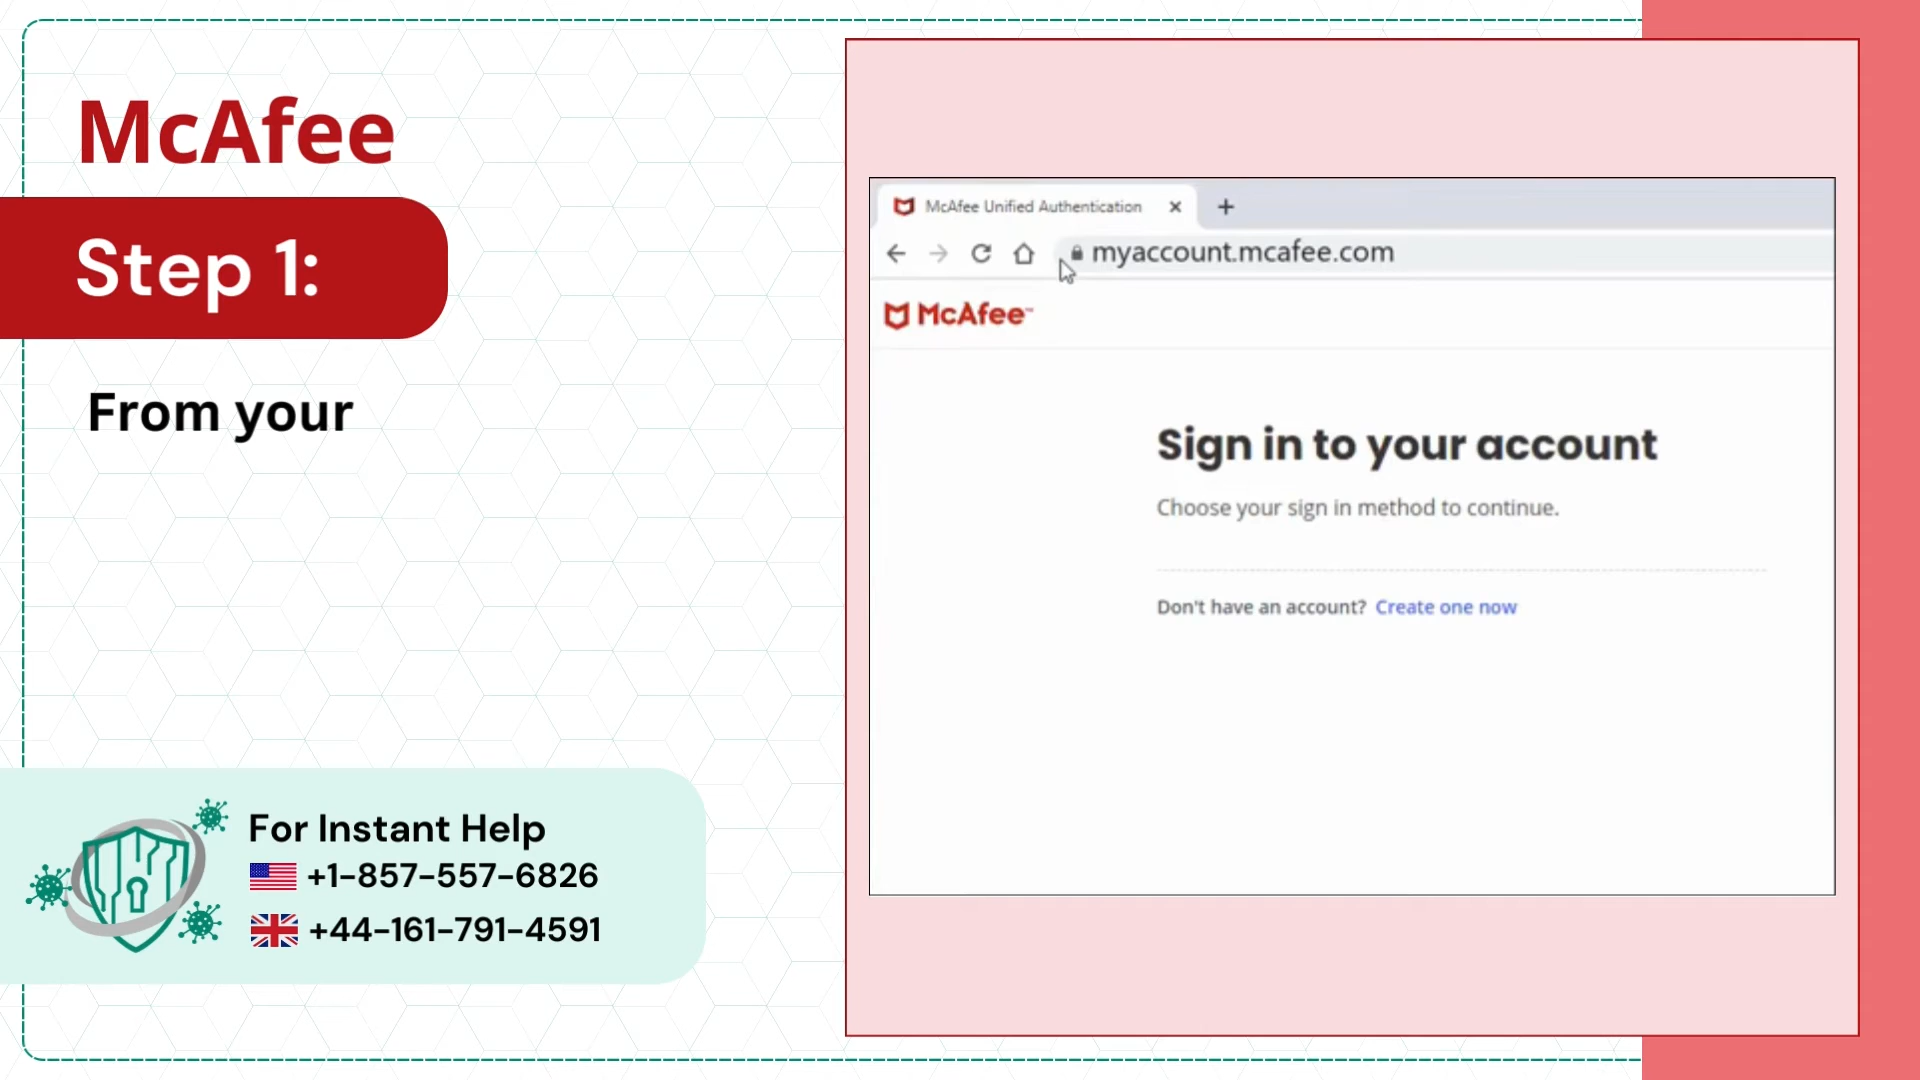 McAfee
Step 1:
From your
For Instant Help
+1-857-557-6826
+44-161-791-4591
McAfee Unified Authentication
myaccount.mcafee.com
McAfee™
Sign in to your account
Choose your sign in method to continue.
Don't have an account? Create one now